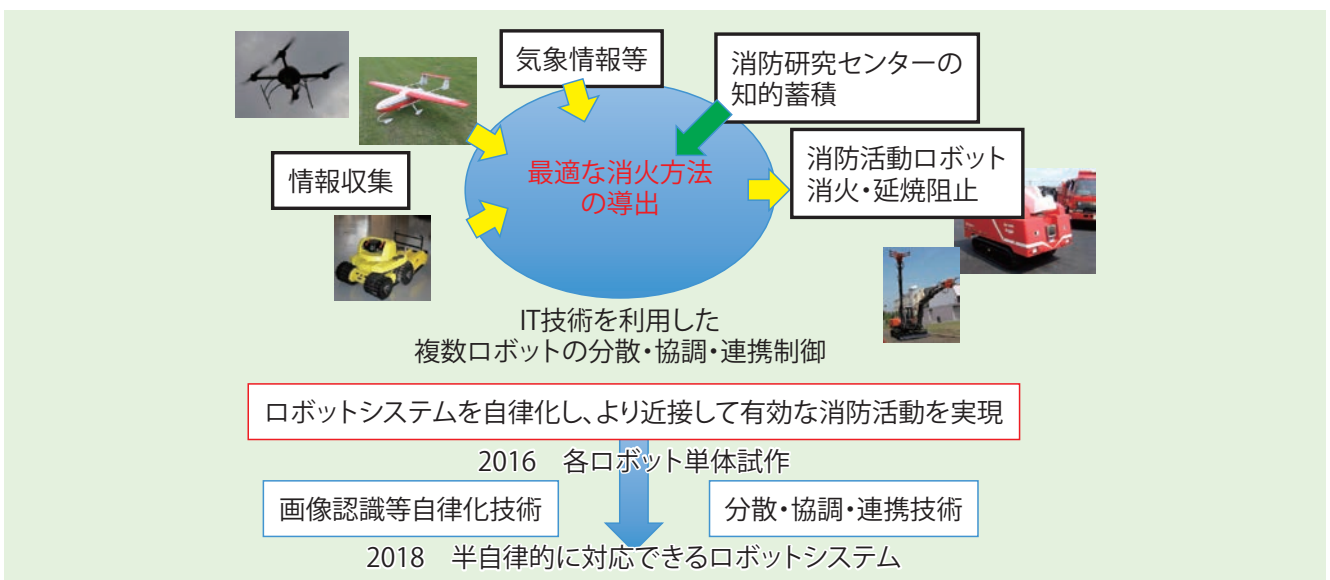 気象情報等
消防研究センターの
知的蓄積
情報収集
最適な消火方法
の導出
消防活動ロボット
消火・延焼阻止
IT技術を利用した
複数ロボットの分散・協調・連携制御
ロボットシステムを自律化し、より近接して有効な消防活動を実現
2016　各ロボット単体試作
画像認識等自律化技術
分散・協調・連携技術
2018　半自律的に対応できるロボットシステム